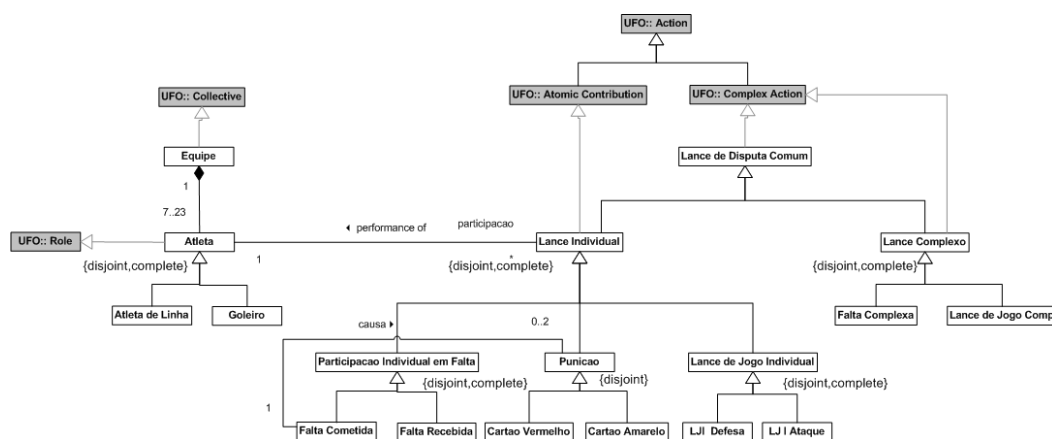 UFO:: Action
UFO:: Collective
UFO:: Atomic Contribution
UFO:: Complex Action
Equipe
Lance de Disputa Comum
1
7..23
participacao
performance of
UFO:: Role
Atleta
Lance Individual
Lance Complexo
1
*
{disjoint,complete}
{disjoint,complete}
{disjoint,complete}
Atleta de Linha
Goleiro
Falta Complexa
Lance de Jogo Comp
causa
0..2
Participacao Individual em Falta
Punicao
Lance de Jogo Individual
{disjoint,complete}
{disjoint}
{disjoint,complete}
1
Falta Cometida
Falta Recebida
Cartao Vermelho
Cartao Amarelo
LJI Defesa
LJ I Ataque